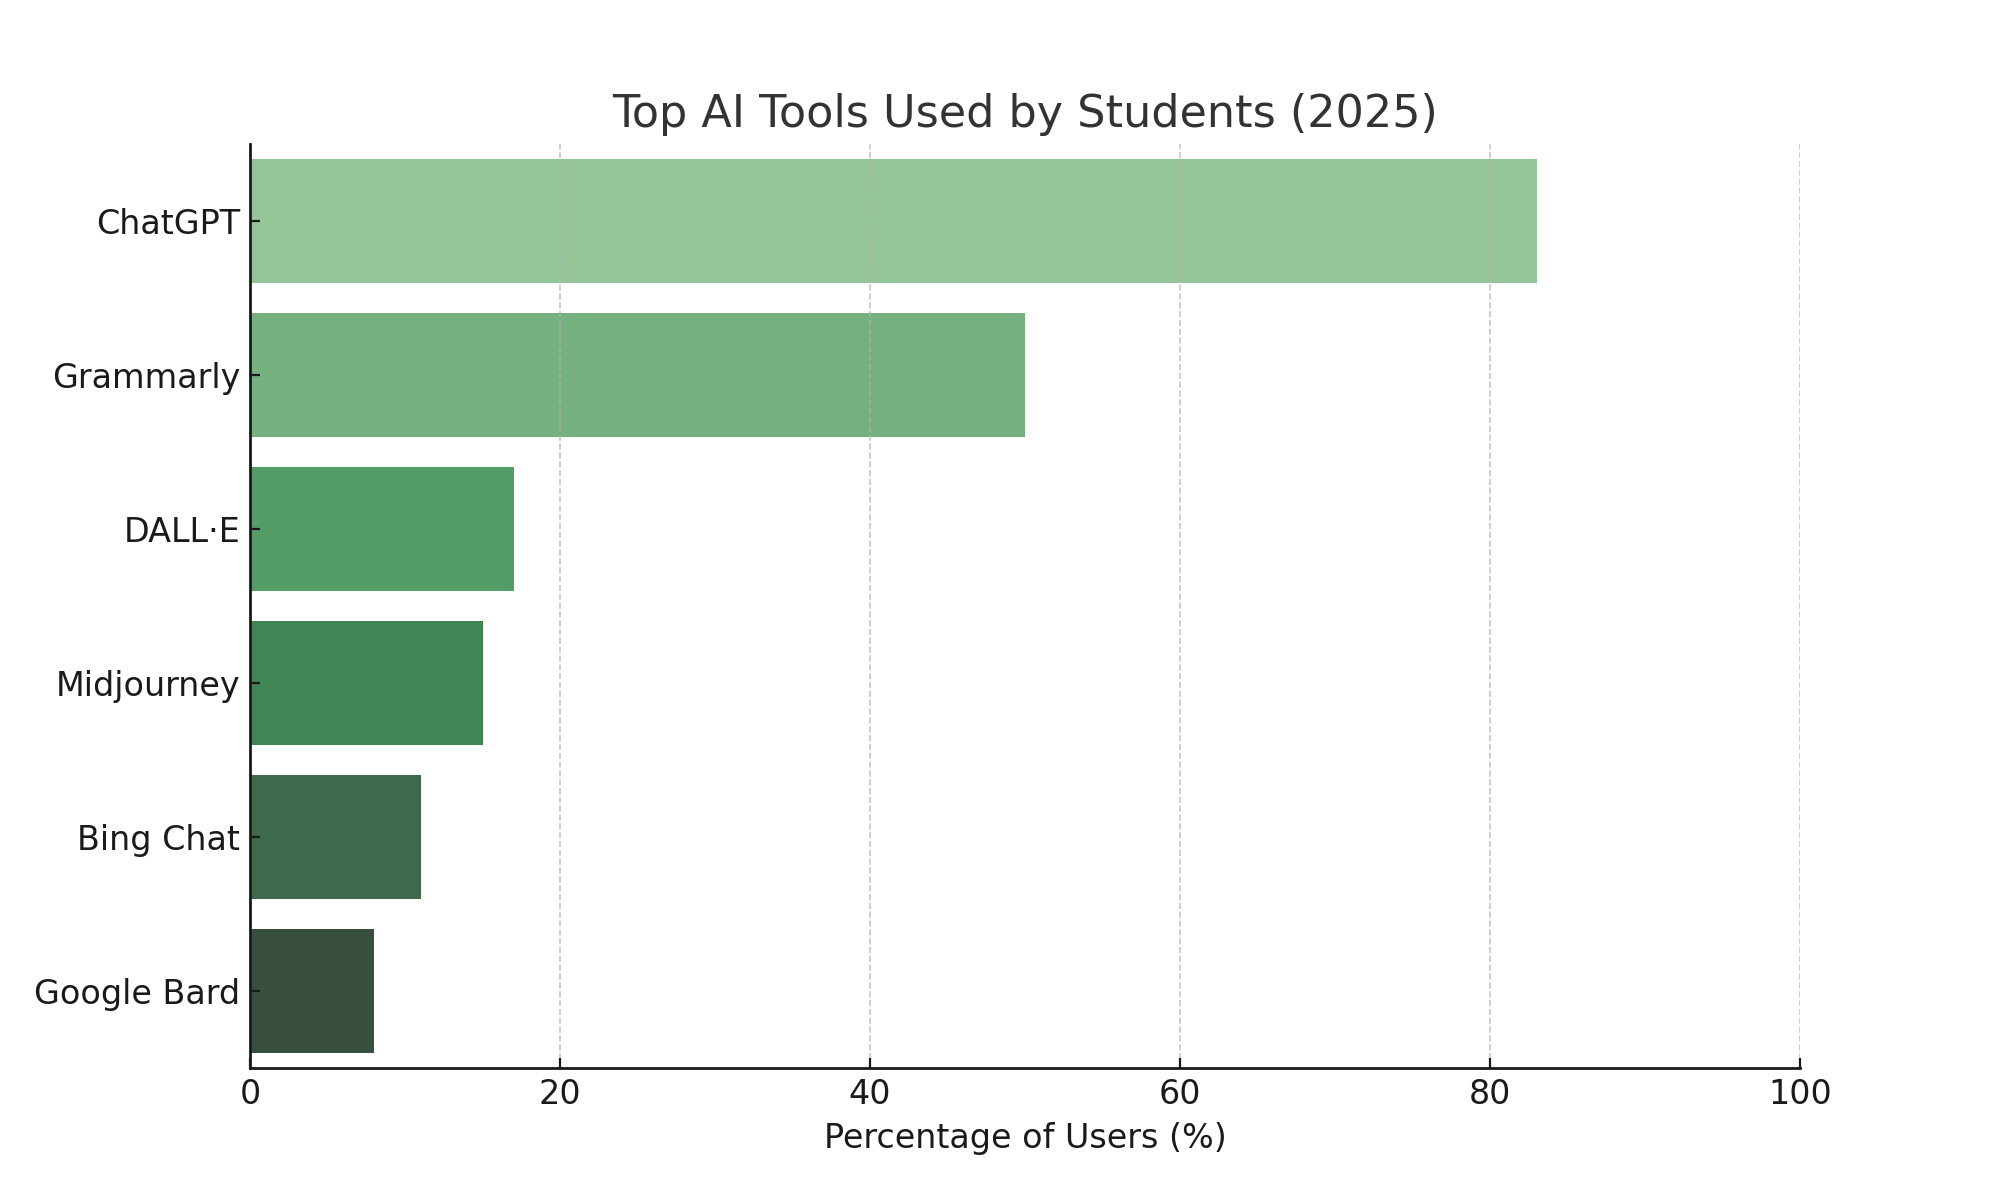 Top AI Tools Used by Students (2025)
ChatGPT
Grammarly
DALL·E
Midjourney
Bing Chat
Google Bard
0 20 40 60 80 100
Percentage of Users (%)